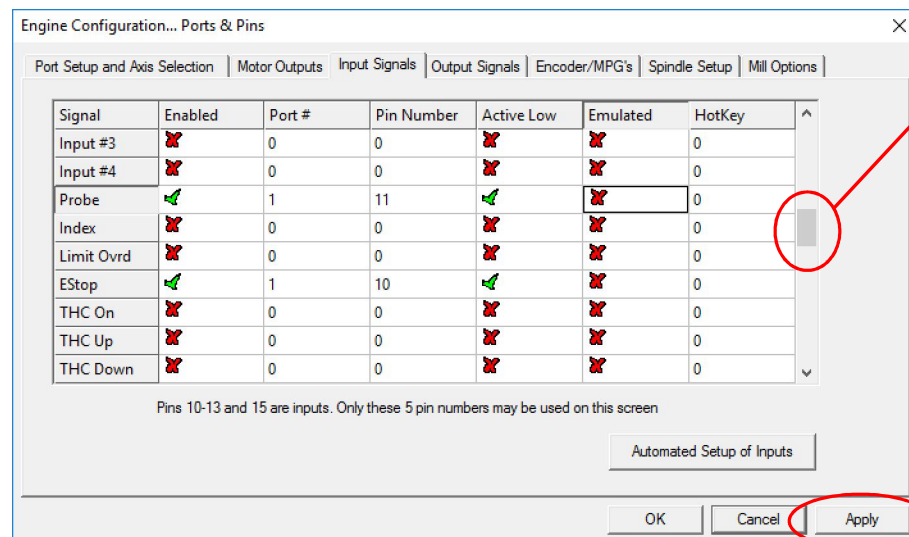 Engine Configuration... Ports & Pins
Port Setup and Axis Selection Motor Outputs Input Signals Output Signals Encoder/MPG's Spindle Setup Mill Options
Signal Enabled Port # Pin Number Active Low Emulated HotKey
Input #3 0 0 0
Input #4 0 0 0
Probe 1 11 0
Index 0 0 0
Limit Ovrd 0 0 0
EStop 1 10 0
THC On 0 0 0
THC Up 0 0 0
THC Down 0 0 0
Pins 10-13 and 15 are inputs. Only these 5 pin numbers may be used on this screen
Automated Setup of Inputs
OK Cancel Apply